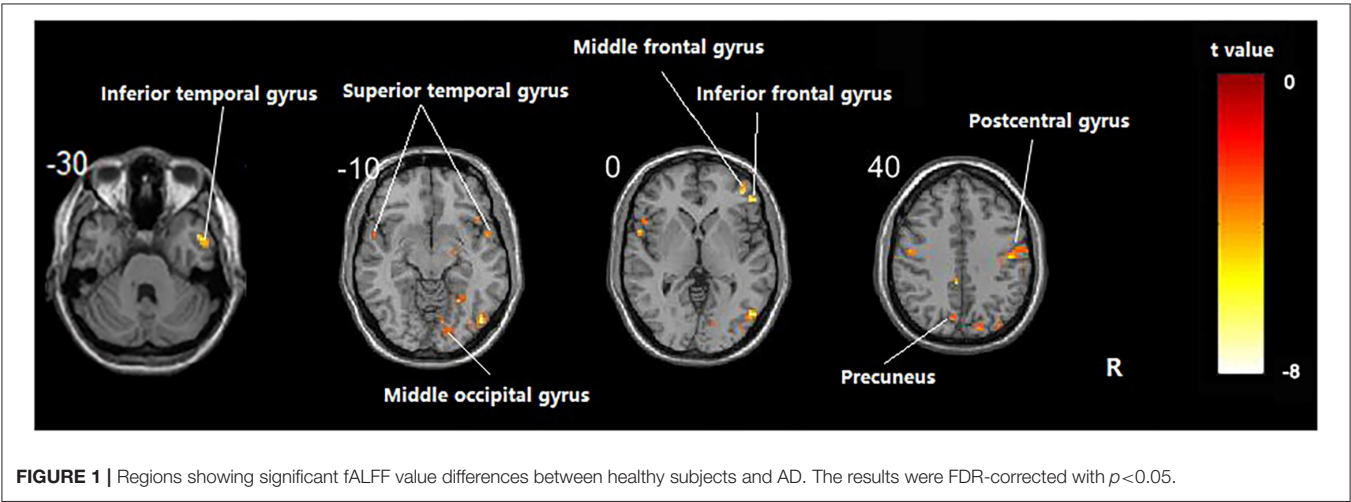 Middle frontal gyrus
t value
Inferior temporal gyrus
Superior temporal gyrus
Inferior frontal gyrus
0
Postcentral gyrus
-30
-10
0
40
R
-8
Precuneus
Middle occipital gyrus
FIGURE 1 | Regions showing significant fALFF value differences between healthy subjects and AD. The results were FDR-corrected with p<0.05.